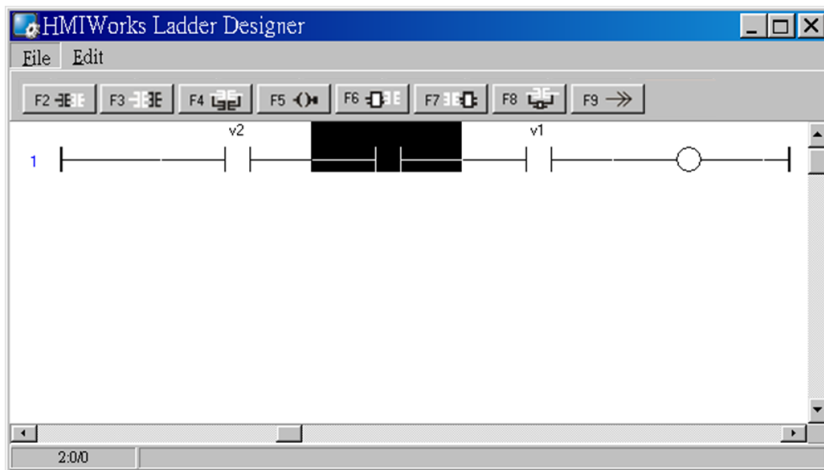 HMIWorks Ladder Designer
File Edit
F2 F3 F4 F5 F6 F7 F8 F9
v2 v1
1
2:0/0